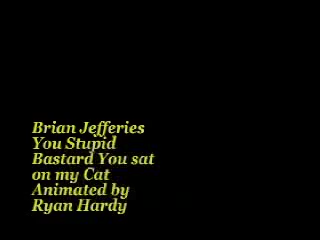 Brian Jefferies
You Stupid
Bastard You sat
on my Cat
Animated by
Ryan Hardy